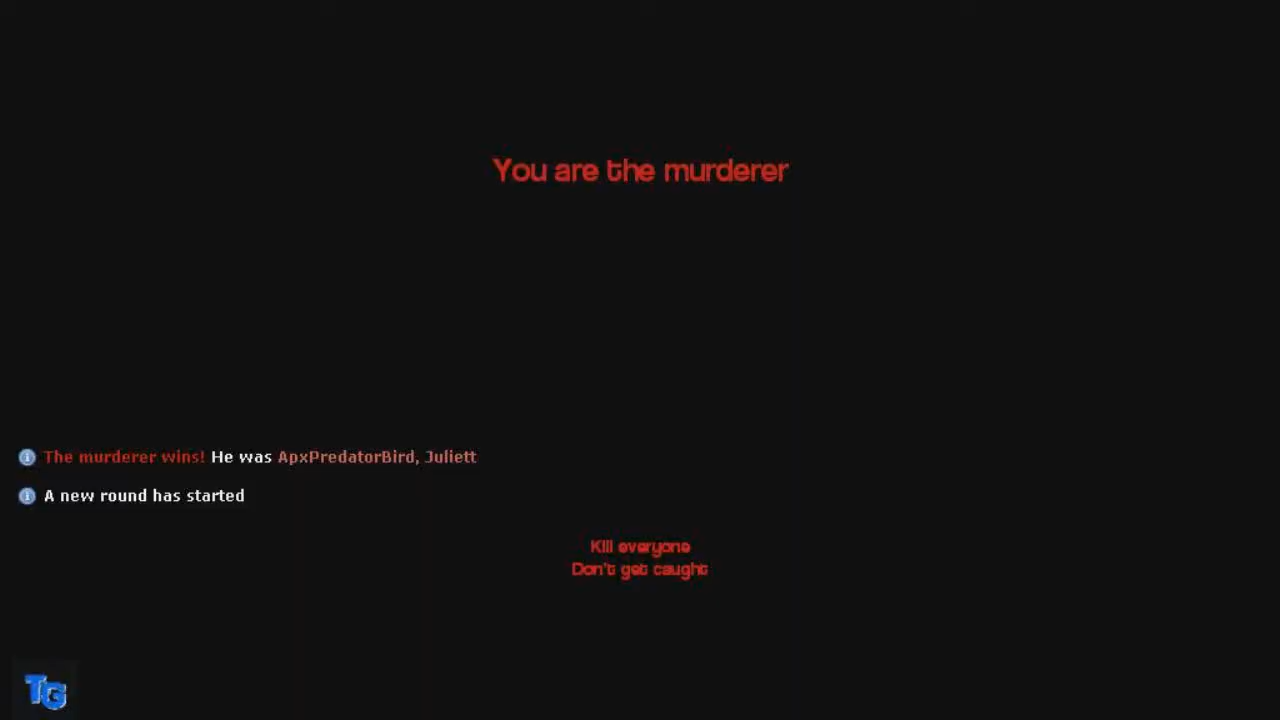 You are the murderer
The murderer wins! He was ApxPredatorBird, Juliett
A new round has started
Kill everyone
Don't get caught
TG